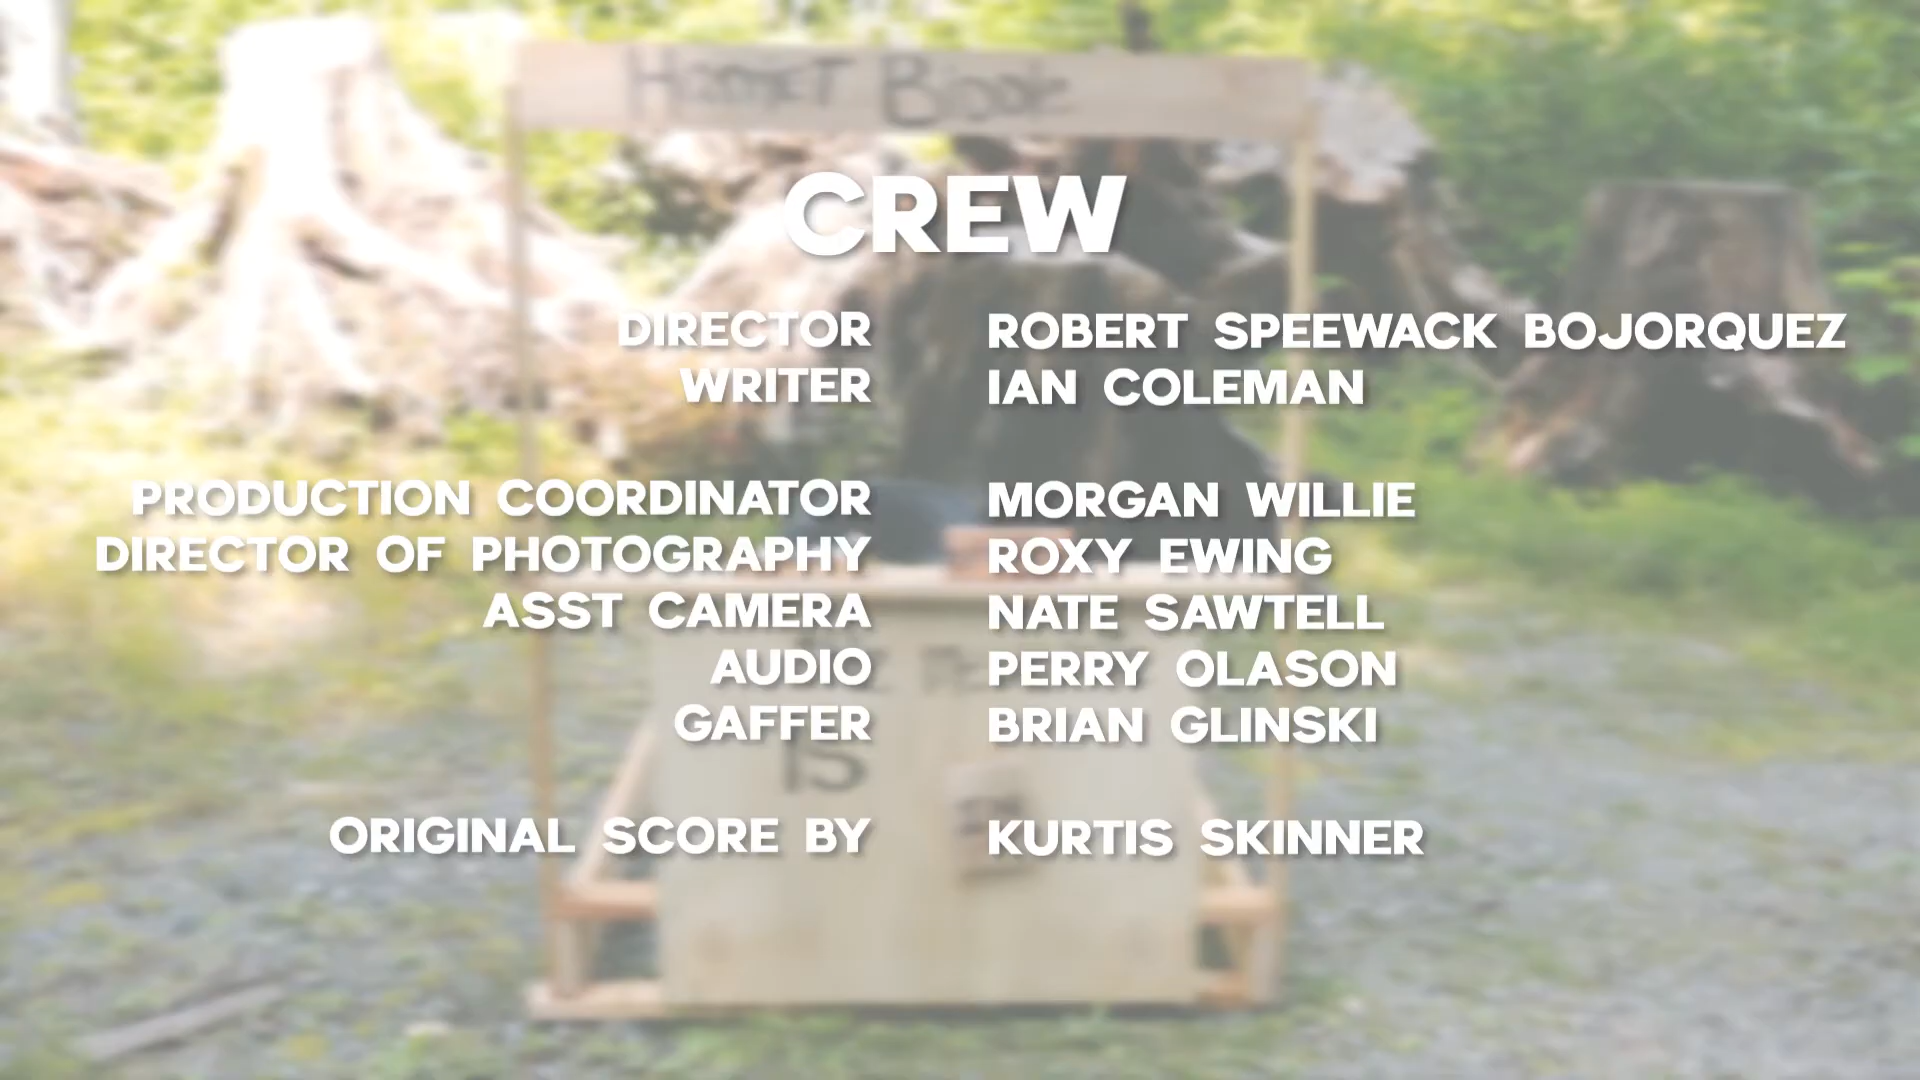 CREW
DIRECTOR ROBERT SPEEWACK BOJORQUEZ
WRITER IAN COLEMAN
PRODUCTION COORDINATOR MORGAN WILLIE
DIRECTOR OF PHOTOGRAPHY ROXY EWING
ASST CAMERA NATE SAWTELL
AUDIO PERRY OLASON
GAFFER BRIAN GLINSKI
IS
ORIGINAL SCORE BY KURTIS SKINNER